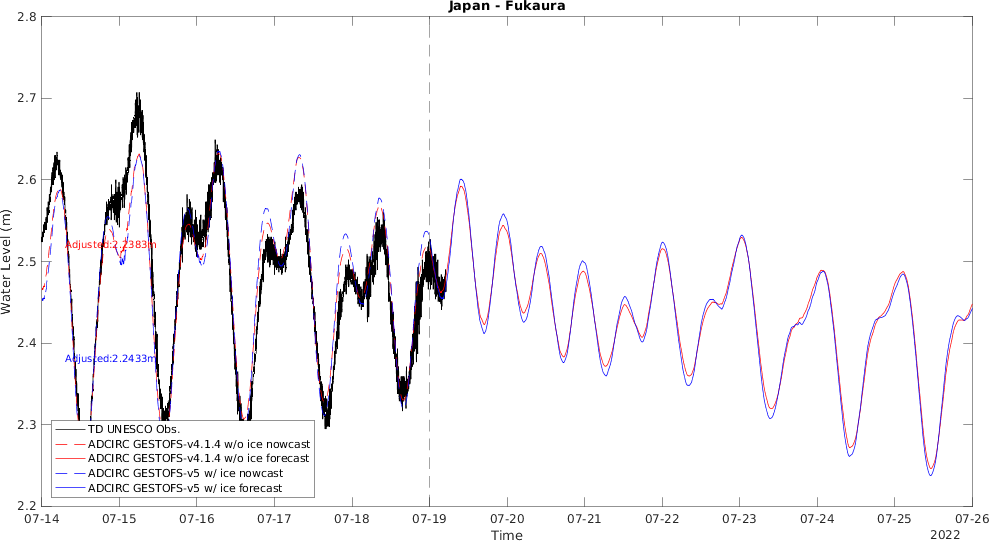 Japan - Fukaura
2.8
2.7
2.6
2.5
2.4
2.3
2.2
Water Level (m)
Adjusted:2.2383m
Adjusted:2.2433m
TD UNESCO Obs.
ADCIRC GESTOFS-v4.1.4 w/o ice nowcast
ADCIRC GESTOFS-v4.1.4 w/o ice forecast
ADCIRC GESTOFS-v5 w/ ice nowcast
ADCIRC GESTOFS-v5 w/ ice forecast
07-14 07-15 07-16 07-17 07-18 07-19 07-20 07-21 07-22 07-23 07-24 07-25 07-26
Time
2022